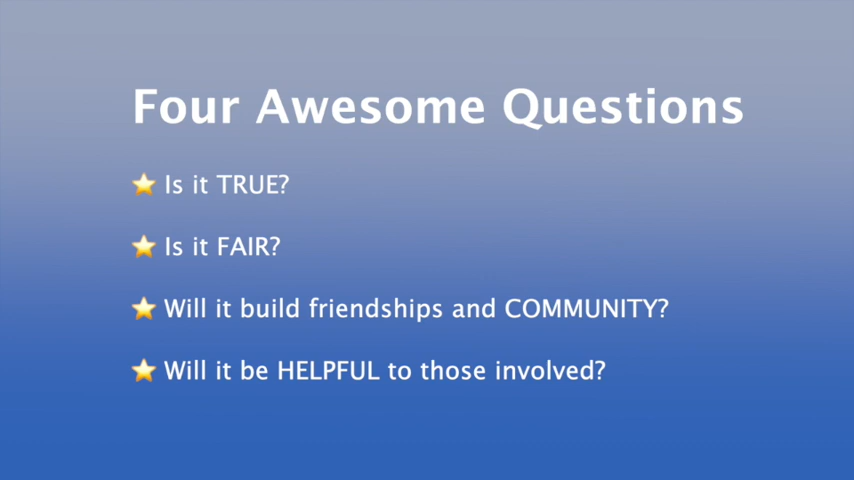 Four Awesome Questions
Is it TRUE?
Is it FAIR?
Will it build friendships and COMMUNITY?
Will it be HELPFUL to those involved?